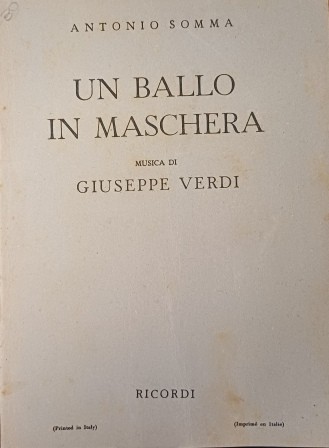 ANTONIO SOMMA
UN BALLO
IN MASCHERA
MUSICA DI
GIUSEPPE VERDI
RICORDI
(Printed in Italy)
(Imprimé en Italie)